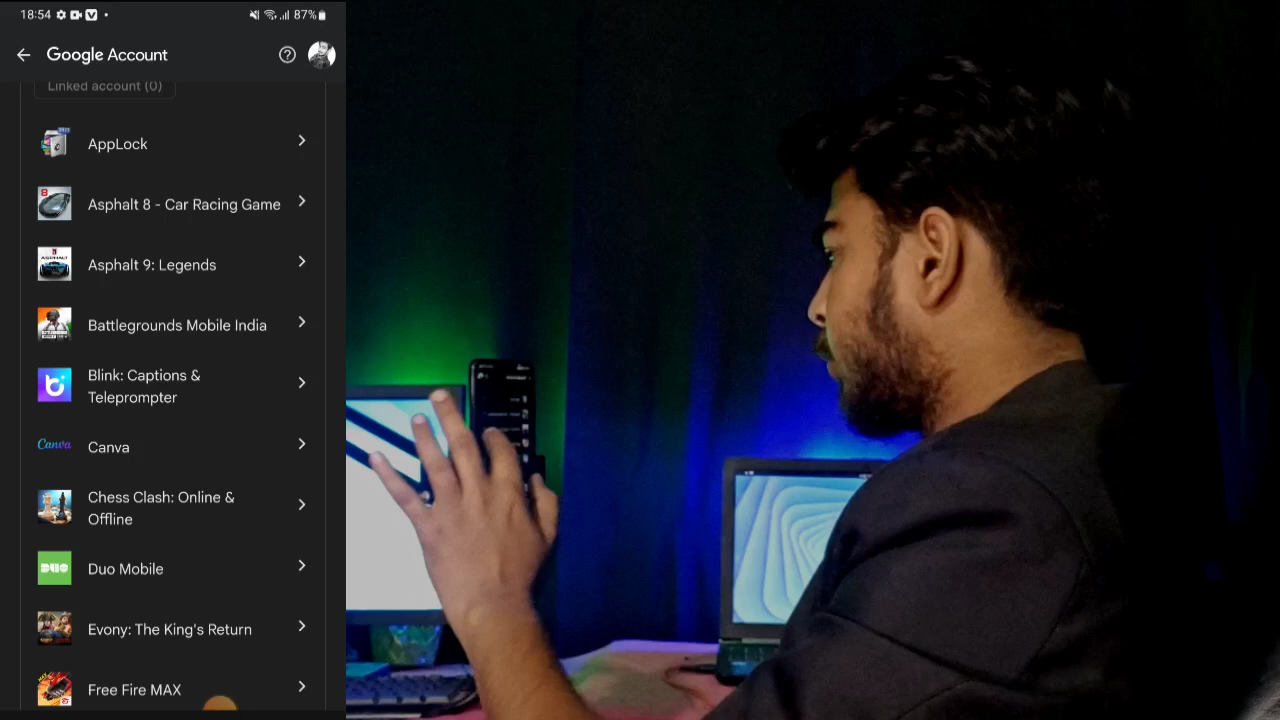 18:54
87%
Google Account
Linked account (0)
AppLock
Asphalt 8 - Car Racing Game
ASPHALT
Asphalt 9: Legends
Battlegrounds Mobile India
Blink: Captions &
Teleprompter
Canva
Canva
Chess Clash: Online &
Offline
DUO
Duo Mobile
Evony: The King's Return
Free Fire MAX